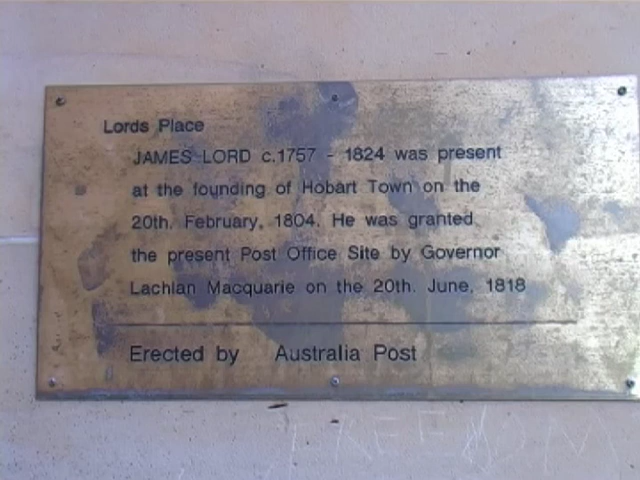 Lords Place
JAMES LORD c.1757 - 1824 was present
at the founding of Hobart Town on the
20th. February, 1804. He was granted
the present Post Office Site by Governor
Lachlan Macquarie on the 20th. June, 1818
Erected by Australia Post